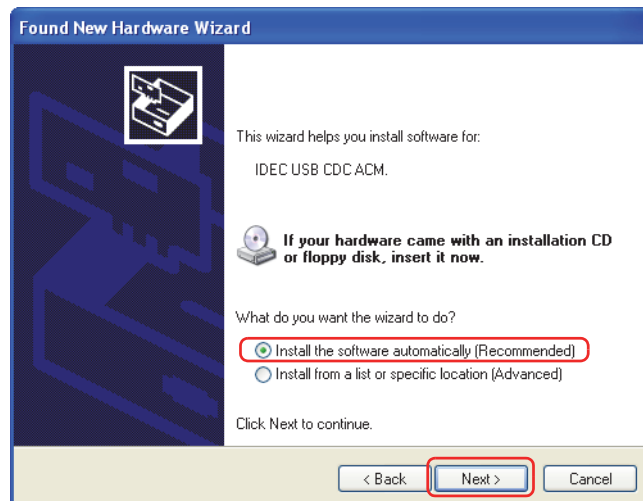 Found New Hardware Wizard
This wizard helps you install software for:
IDEC USB CDC ACM.
If your hardware came with an installation CD
or floppy disk, insert it now.
What do you want the wizard to do?
Install the software automatically (Recommended)
Install from a list or specific location (Advanced)
Click Next to continue.
< Back
Next >
Cancel